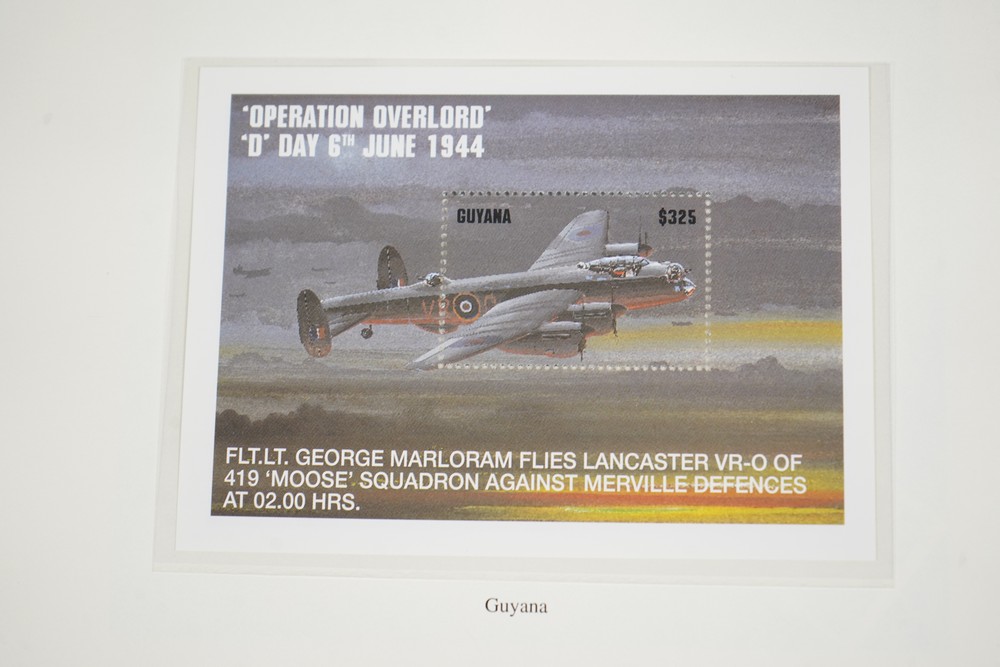 'OPERATION OVERLORD'
'D' DAY 6TH JUNE 1944
GUYANA $325
VR O
FLT.LT. GEORGE MARLORAM FLIES LANCASTER VR-O OF
419 'MOOSE' SQUADRON AGAINST MERVILLE DEFENCES
AT 02.00 HRS.
Guyana